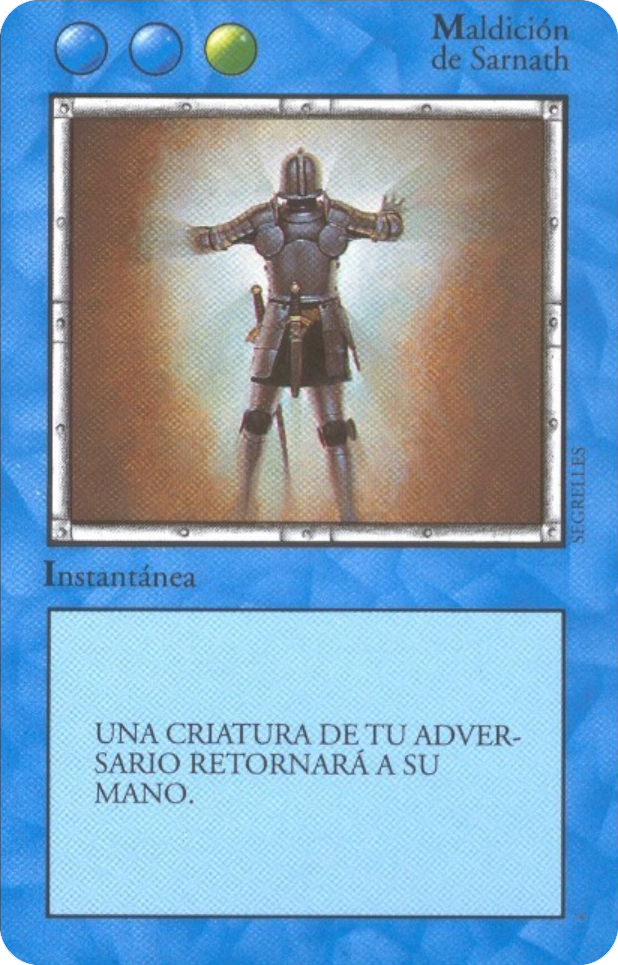 Maldición
de Sarnath
SEGRELLES
Instantánea
UNA CRIATURA DE TU ADVER-
SARIO RETORNARÁ A SU
MANO.